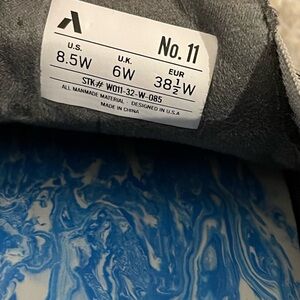 No. 11
U.S. U.K. EUR
8.5W 6W 38½W
STK# W011-32-W-085
ALL MANMADE MATERIAL - DESIGNED IN U.S.A
MADE IN CHINA